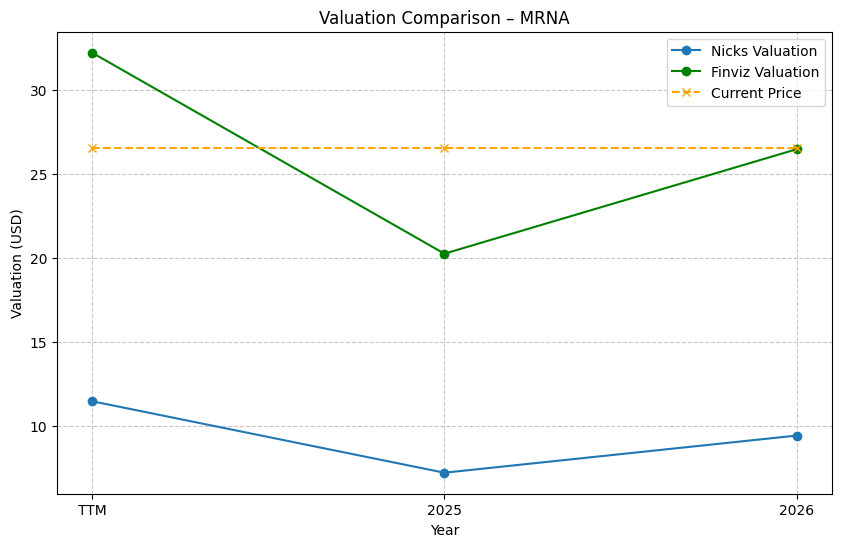 Valuation Comparison – MRNA
Nicks Valuation
Finviz Valuation
Current Price
Valuation (USD)
30
25
20
15
10
TTM
2025
2026
Year